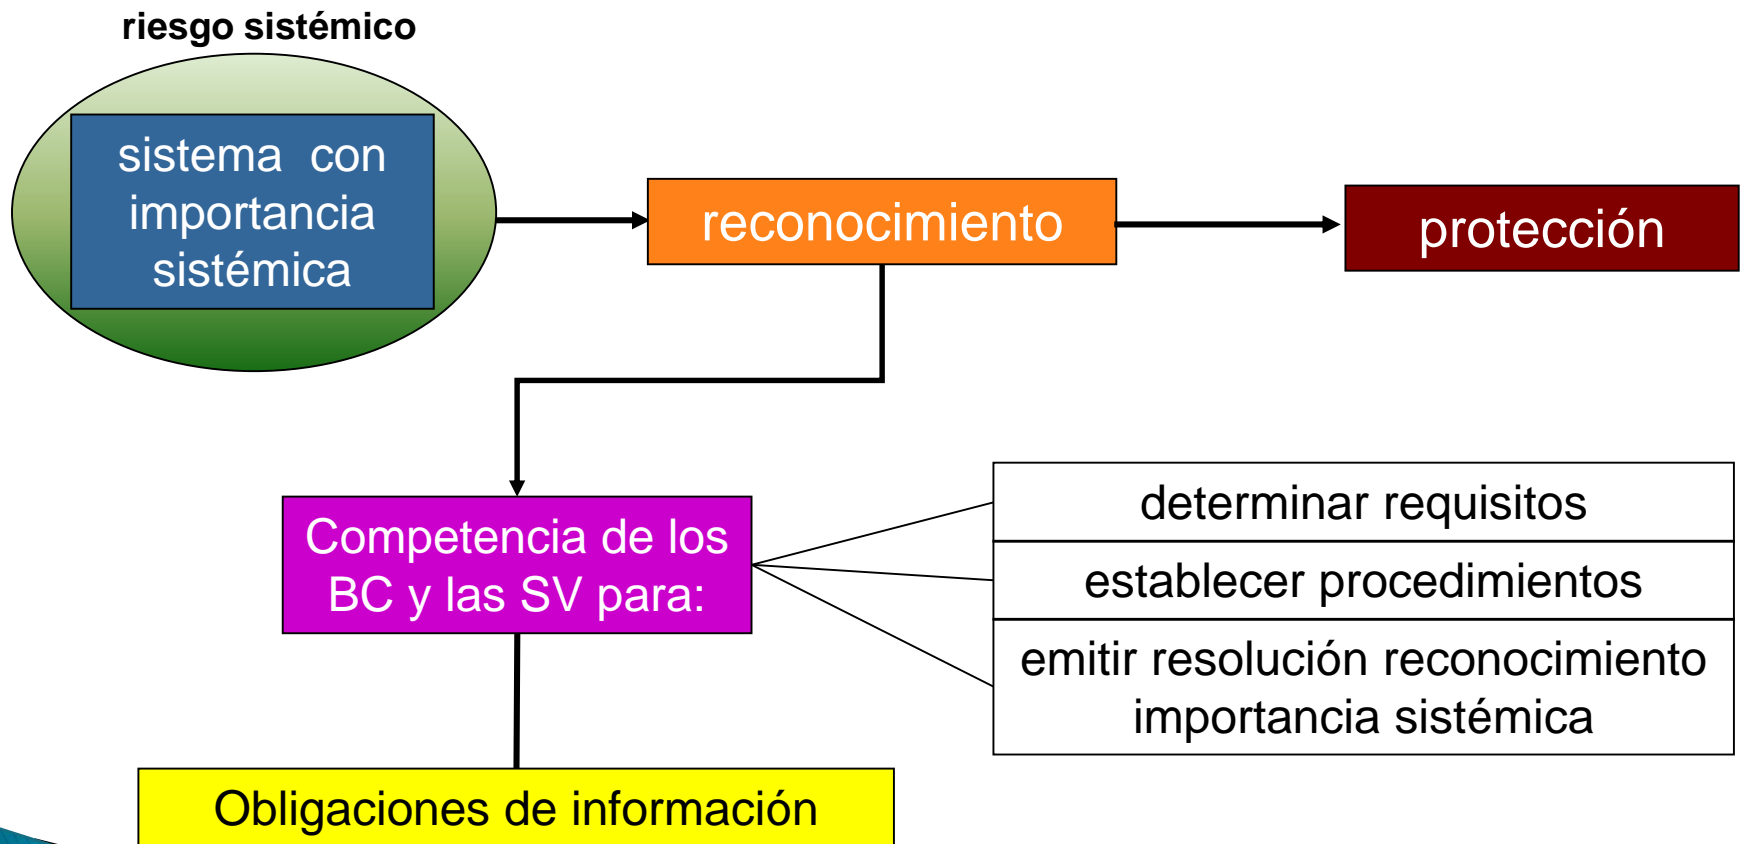 riesgo sistémico
sistema con
importancia
sistémica
reconocimiento
protección
Competencia de los
BC y las SV para:
determinar requisitos
establecer procedimientos
emitir resolución reconocimiento
importancia sistémica
Obligaciones de información